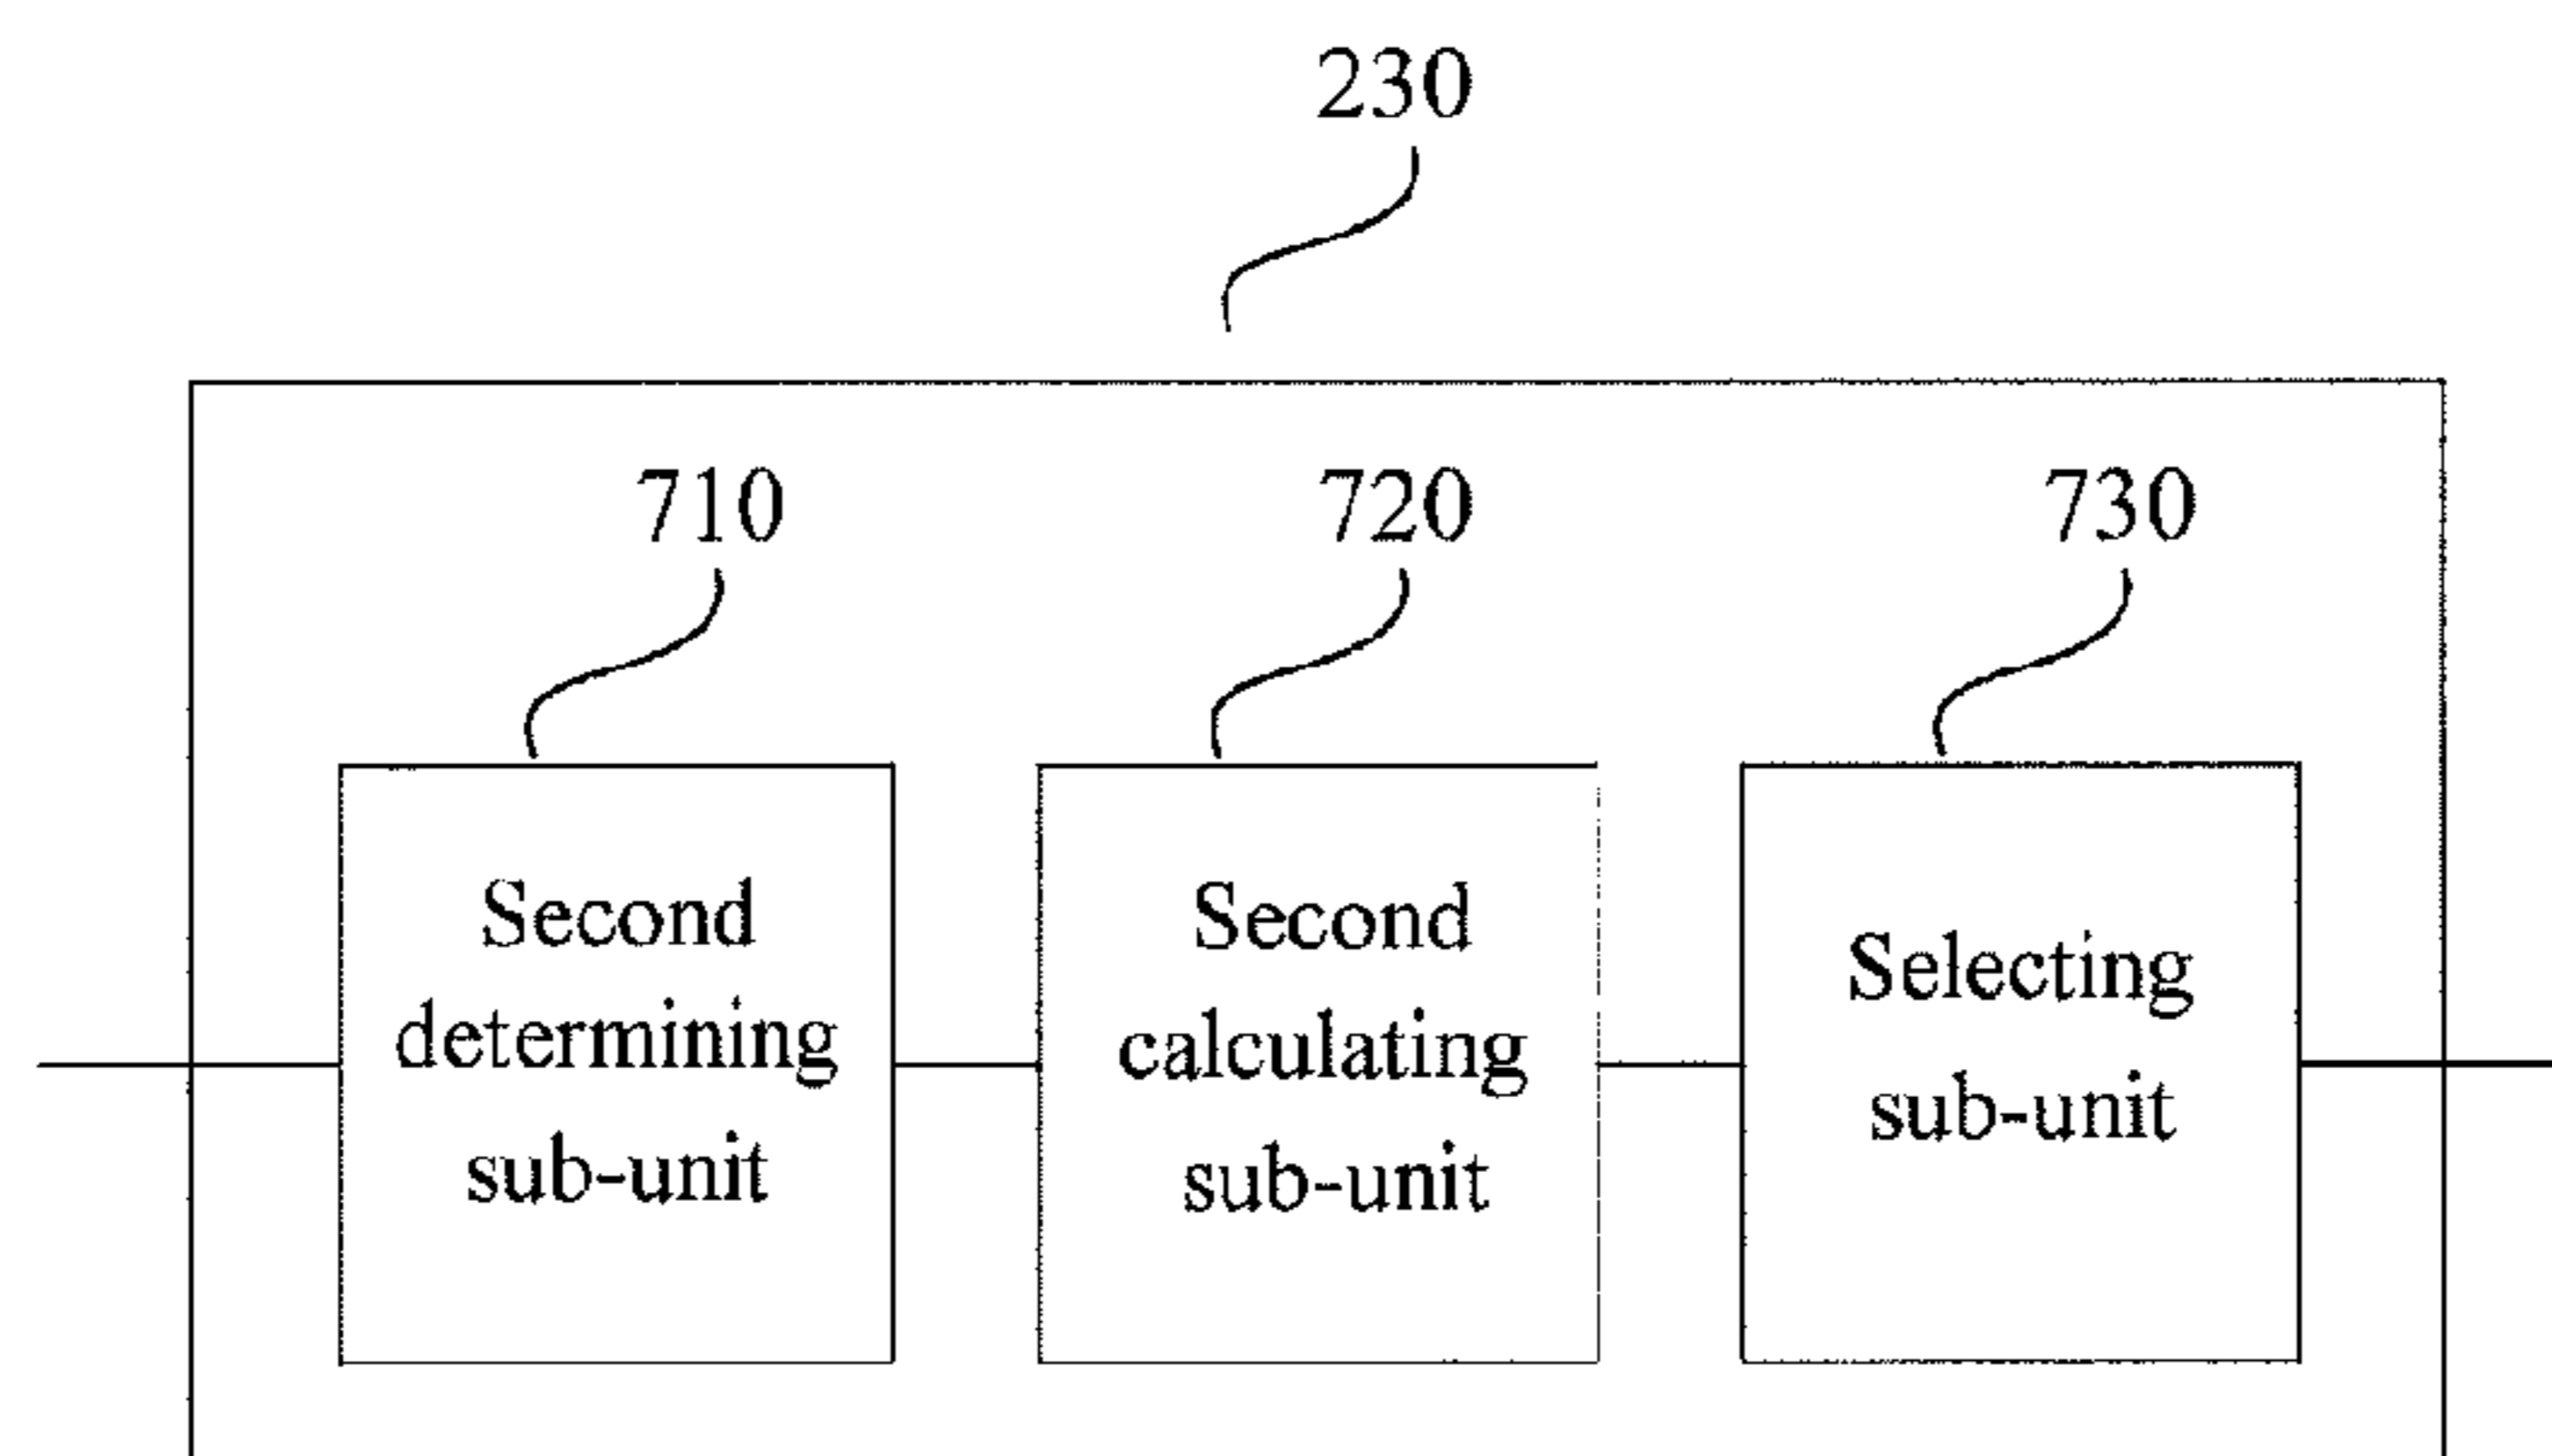 230
710
720
730
Second
determining
sub-unit
Second
calculating
sub-unit
Selecting
sub-unit